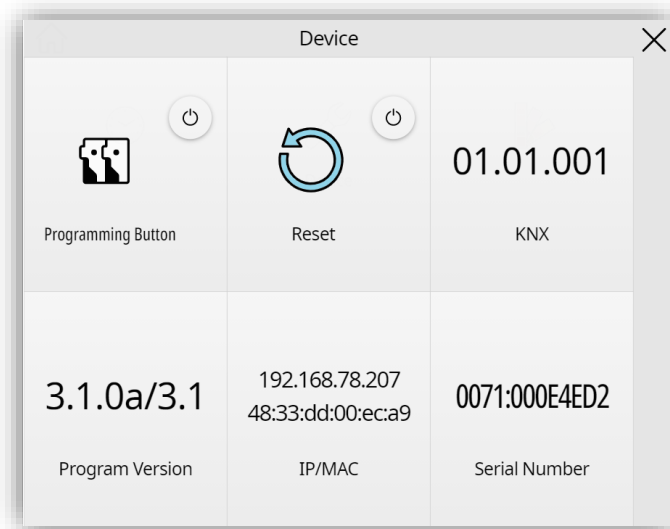 Device
Programming Button
Reset
01.01.001
KNX
3.1.0a/3.1
Program Version
192.168.78.207
48:33:dd:00:ec:a9
IP/MAC
0071:000E4ED2
Serial Number